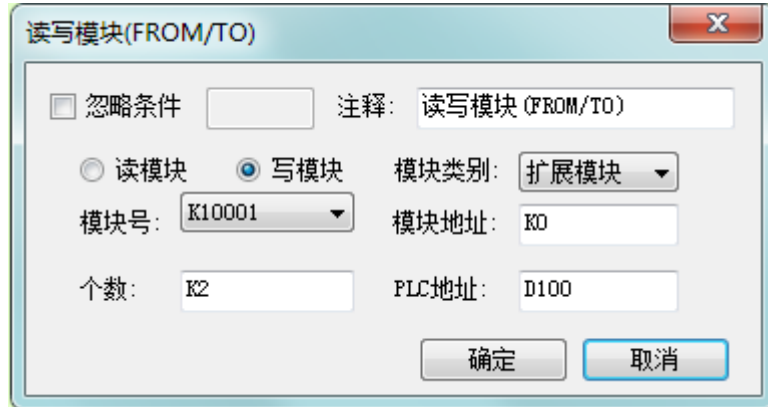 读写模块(FROM/TO)
忽略条件 注释: 读写模块(FROM/TO)
读模块 写模块 模块类别: 扩展模块
模块号: K10001 模块地址: K0
个数: K2 PLC地址: D100
确定 取消